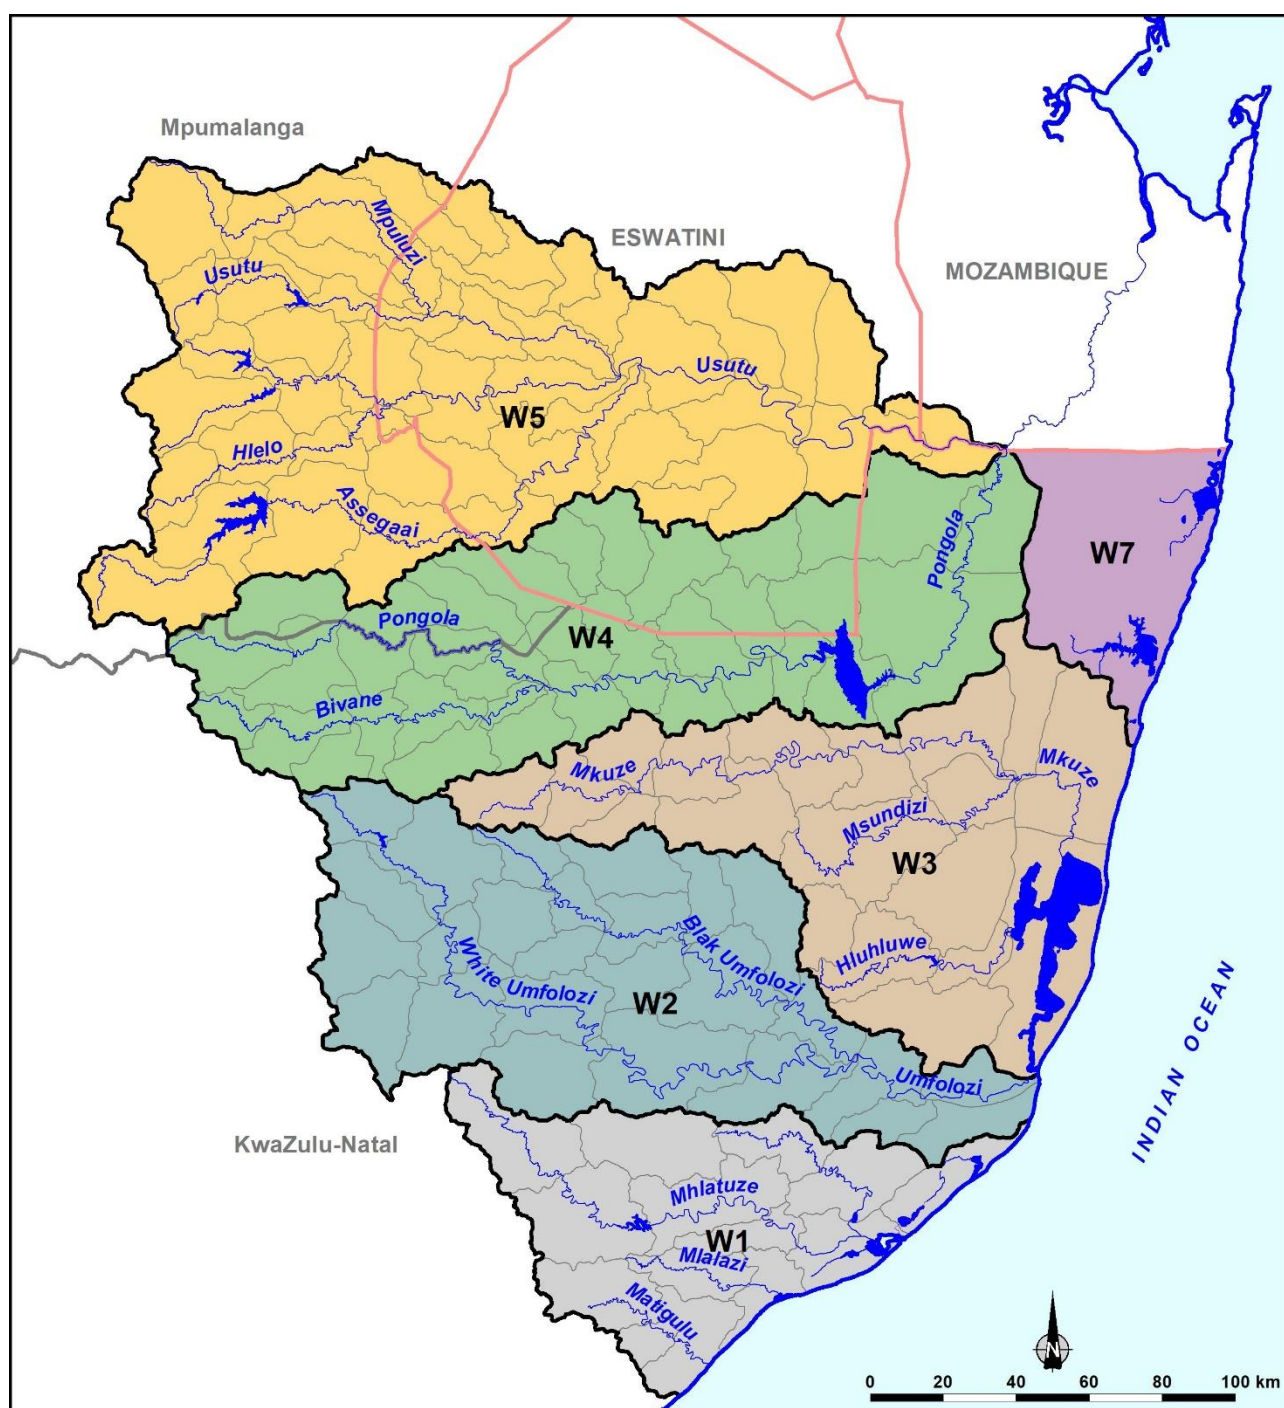 Mpumalanga
ESWATINI
MOZAMBIQUE
Mpuluzi
Usutu
Usutu
W5
Hlelo
Assegaai
Pongola
W7
Pongola
W4
Bivane
Mkuze
Mkuze
Msundizi
W3
Blak Umfolozi
Hluhluwe
White Umfolozi
W2
Umfolozi
INDIAN OCEAN
KwaZulu-Natal
Mhlatuze
W1
Mlalazi
Matigulu
N
0 20 40 60 80 100 km